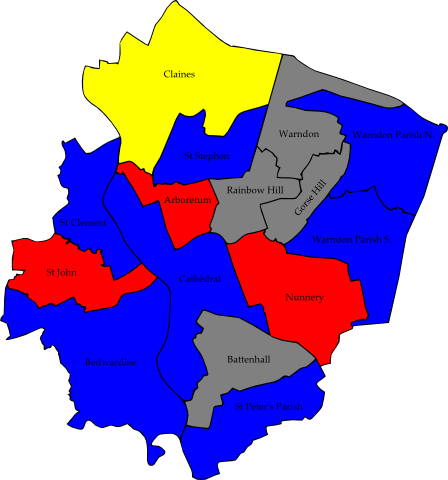 Claines
Warndon
Warndon Parish N.
St Stephen
Rainbow Hill
Gorse Hill
Arboretum
St Clement
Warndon Parish S.
St John
Cathedral
Nunnery
Bedwardine
Battenhall
St Peter's Parish